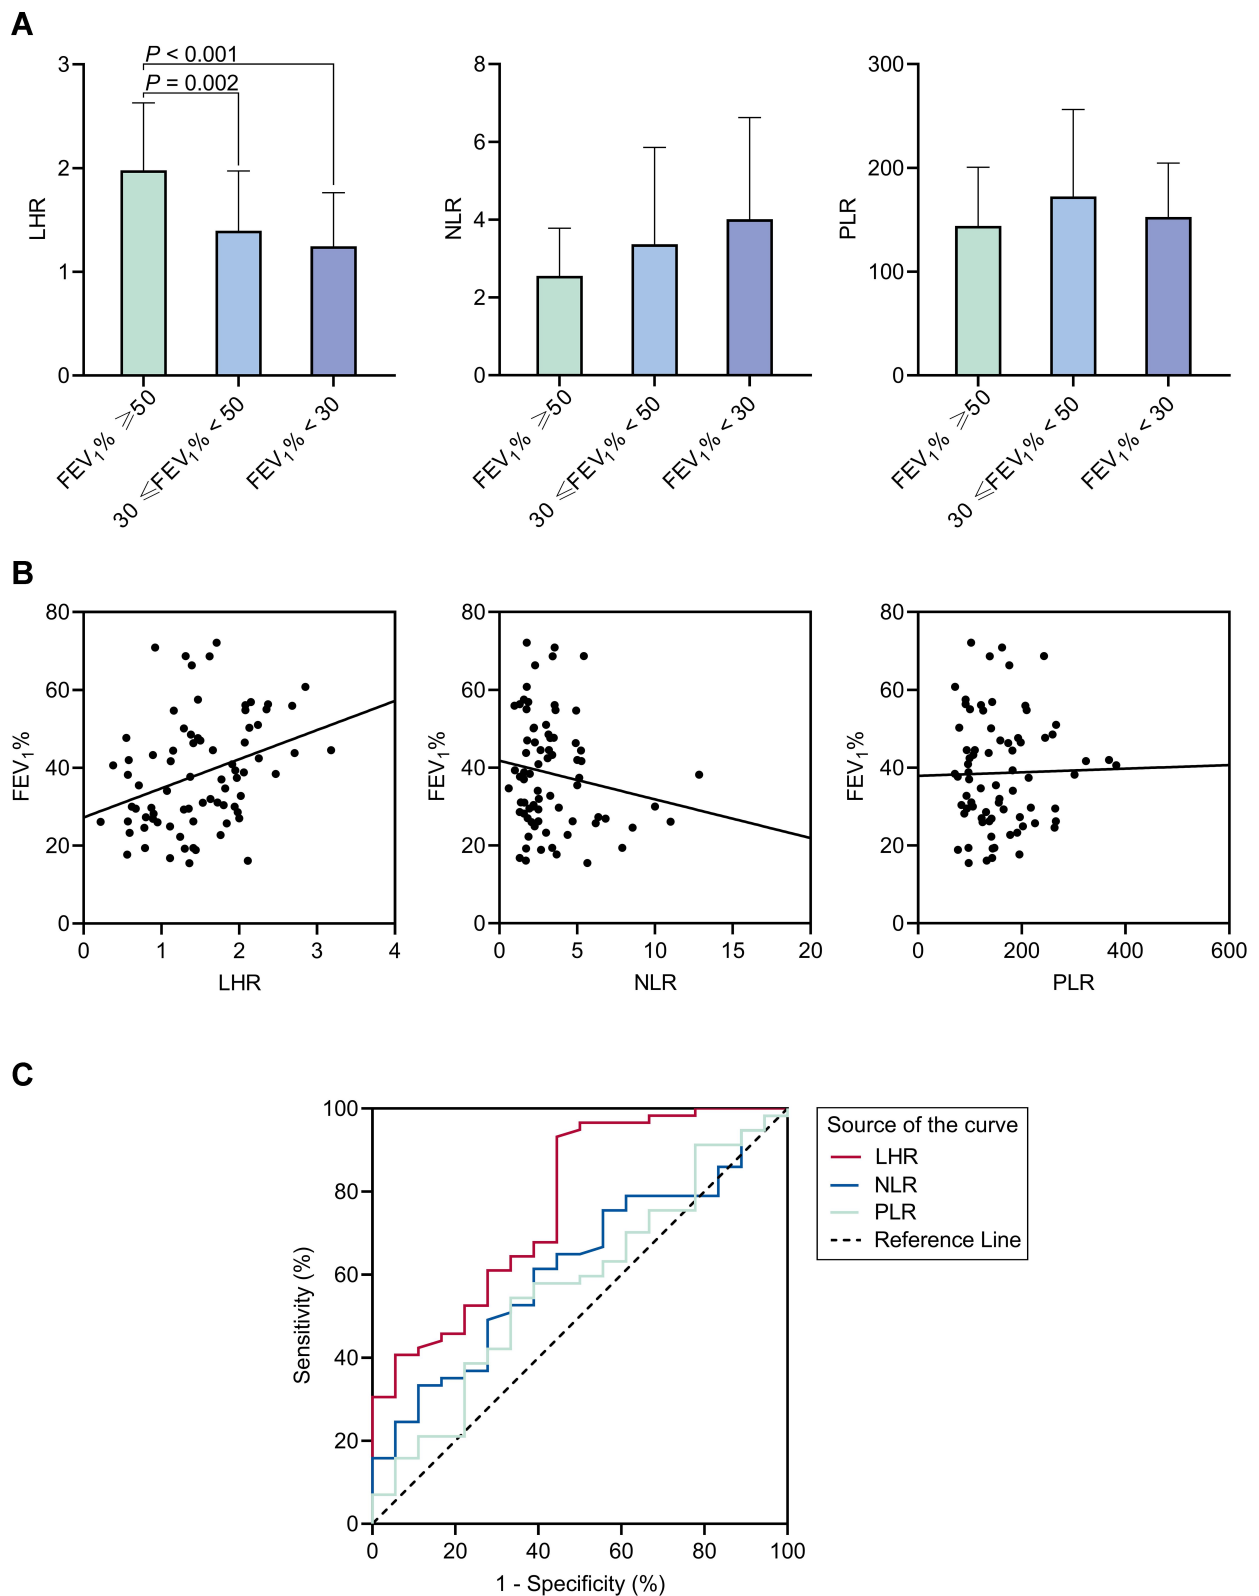 A
P < 0.001
P = 0.002
3
2
1
0
LHR
FEV1% ⩾50
30 ⩽FEV1% < 50
FEV1% < 30
8
6
4
2
0
NLR
FEV1% ⩾50
30 ⩽FEV1% < 50
FEV1% < 30
300
200
100
0
PLR
FEV1% ⩾50
30 ⩽FEV1% < 50
FEV1% < 30
B
80
60
40
20
0
FEV1%
0 1 2 3 4
LHR
80
60
40
20
0
FEV1%
0 5 10 15 20
NLR
80
60
40
20
0
FEV1%
0 200 400 600
PLR
C
100
80
60
40
20
0
Sensitivity (%)
0 20 40 60 80 100
1 - Specificity (%)
Source of the curve
LHR
NLR
PLR
Reference Line